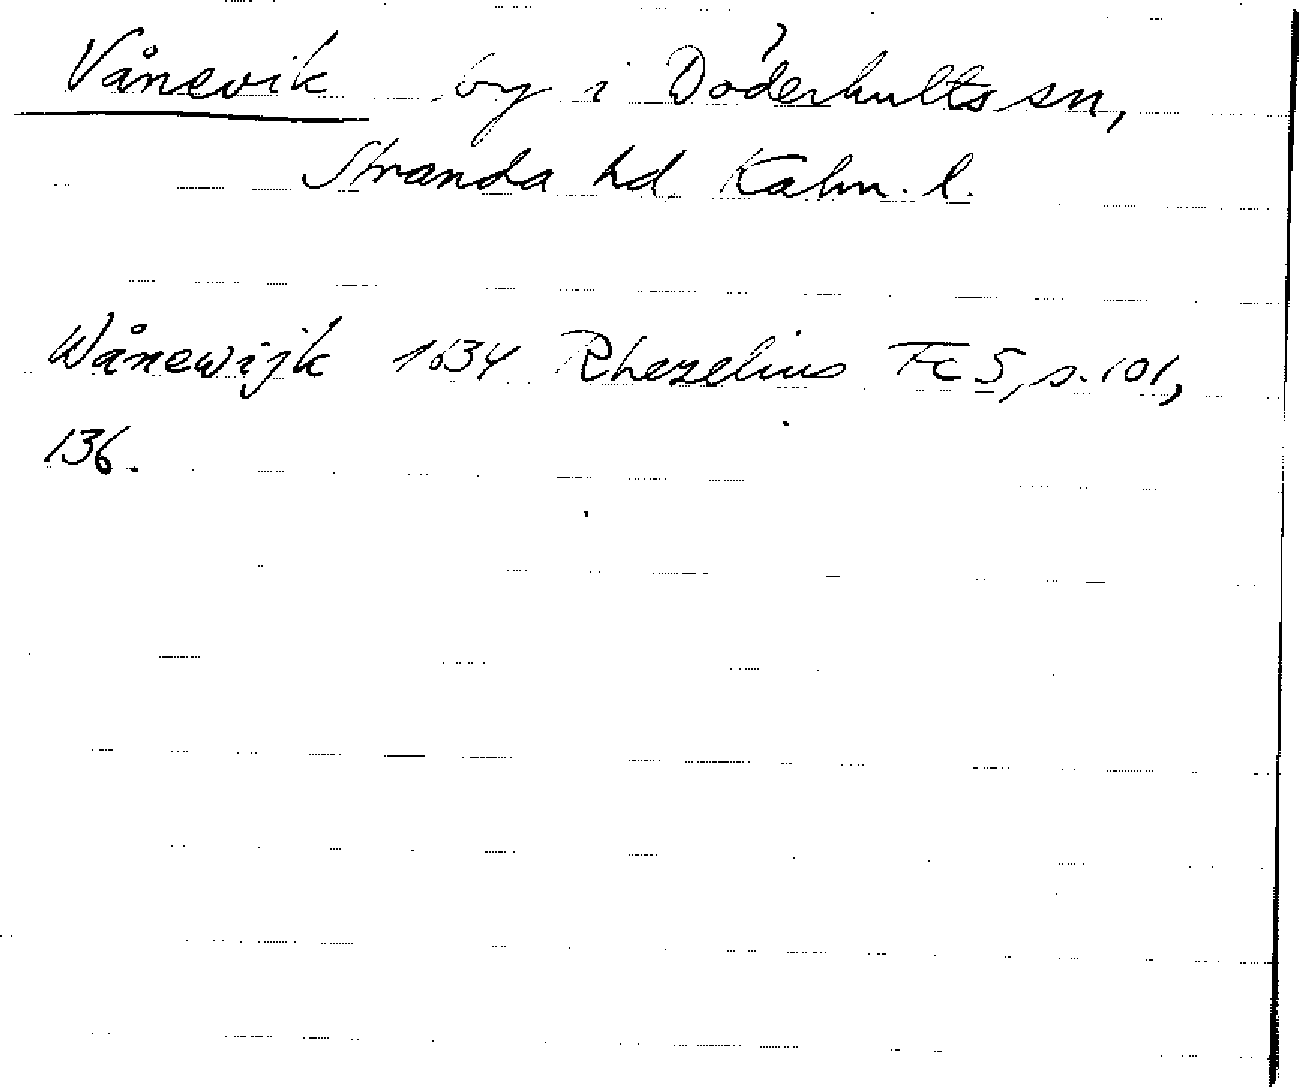 Vånevik by i Döderhults sn,
Stranda hd Kalm. l.
Wånewijk 1634 Rhezelius Fc 5, s. 101,
136.